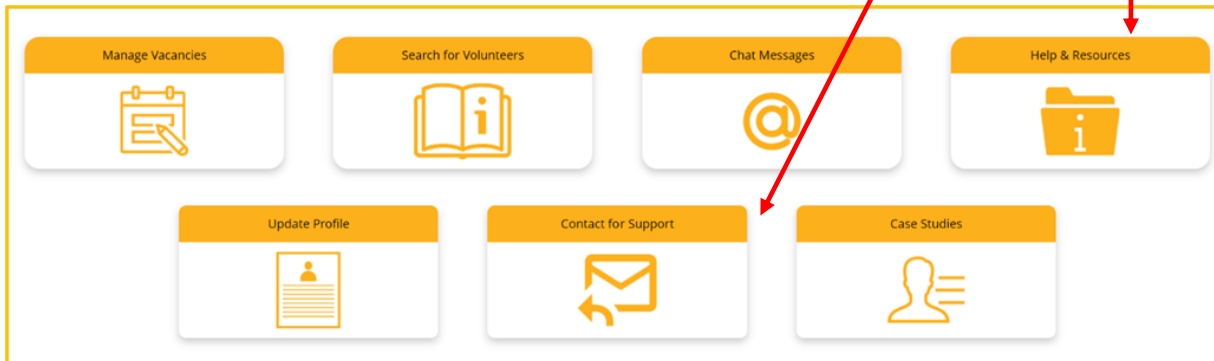 Manage Vacancies
Search for Volunteers
Chat Messages
Help & Resources
Update Profile
Contact for Support
Case Studies